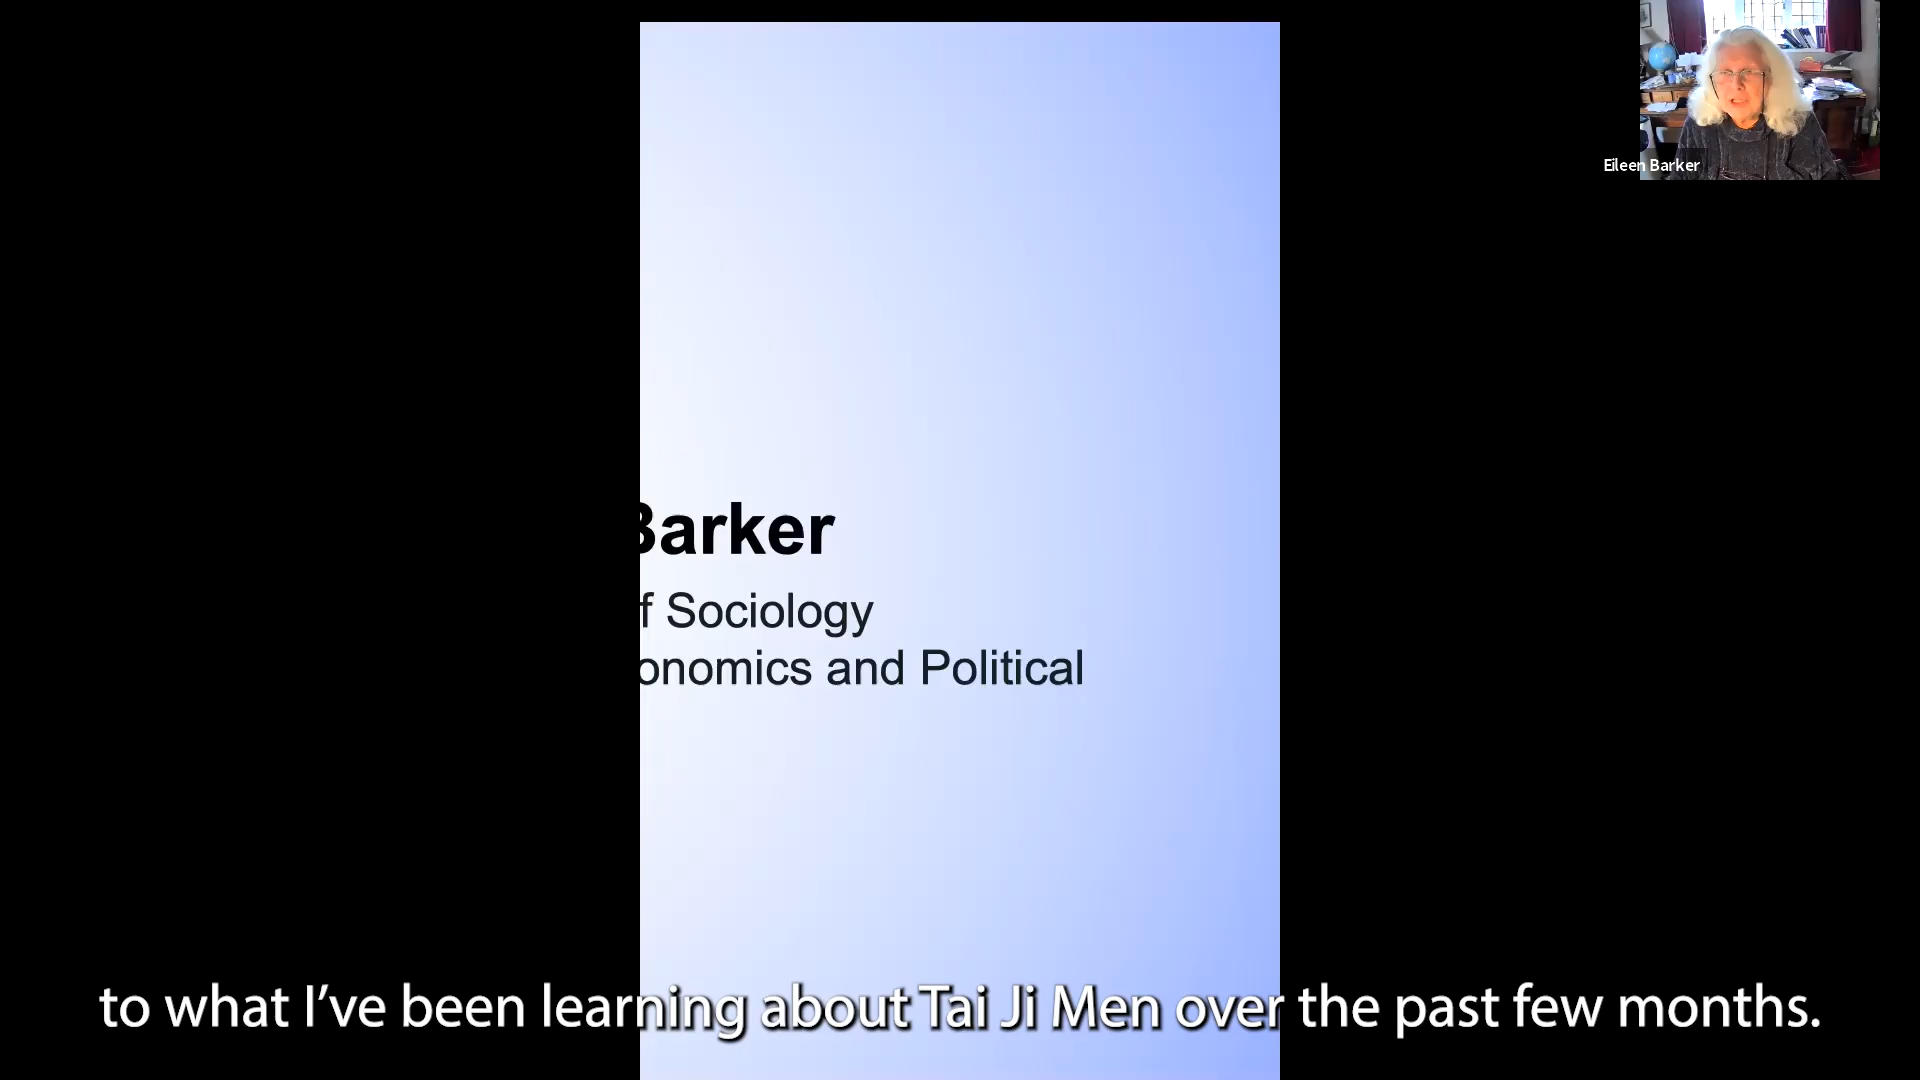 Eileen Barker
Barker
f Sociology
onomics and Political
to what I’ve been learning about Tai Ji Men over the past few months.